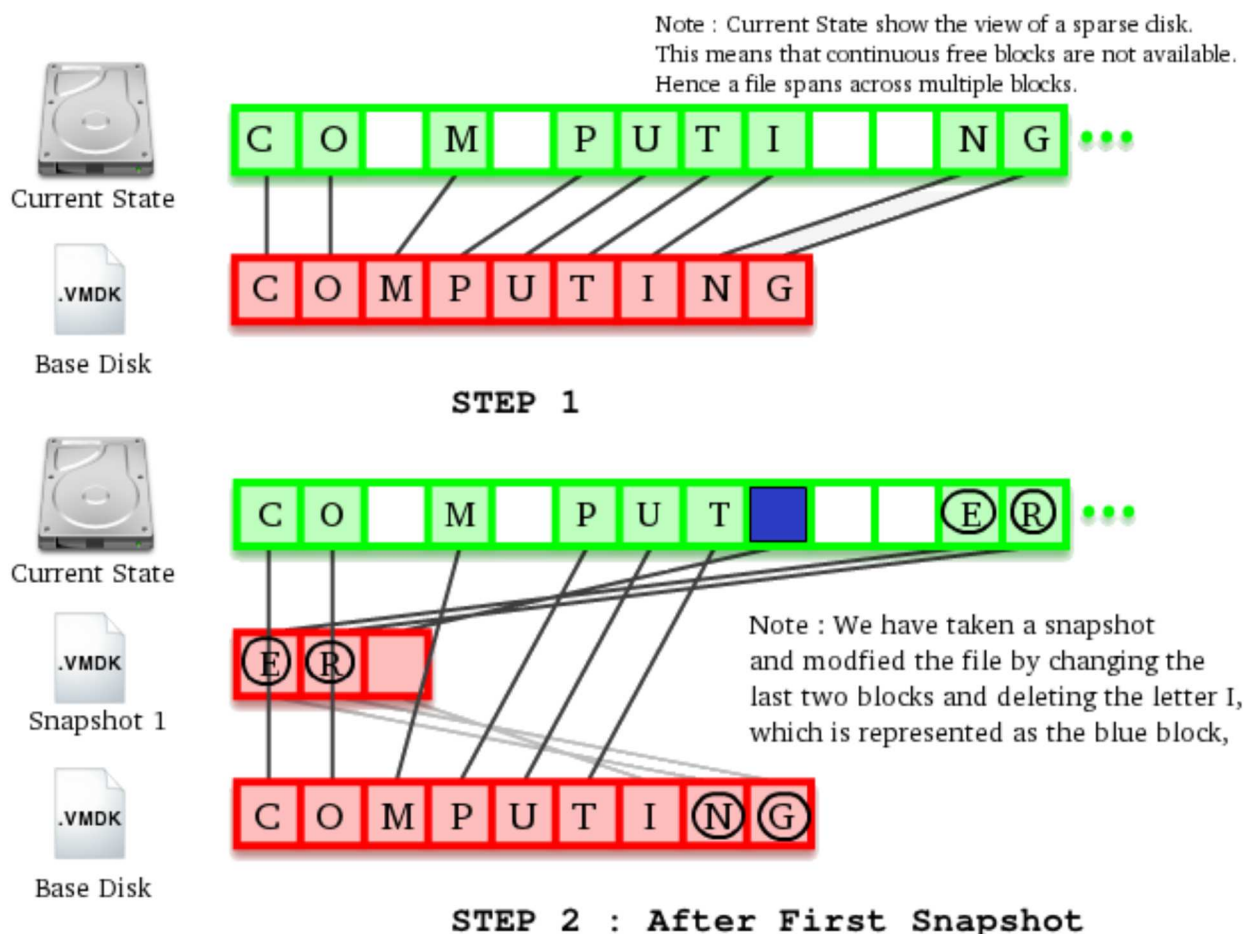 Note : Current State show the view of a sparse disk.
This means that continuous free blocks are not available.
Hence a file spans across multiple blocks.
C O M P U T I N G
Current State
.VMDK
C O M P U T I N G
Base Disk
STEP 1
C O M P U T E R
Current State
.VMDK
E R
Snapshot 1
Note : We have taken a snapshot
and modfied the file by changing the
last two blocks and deleting the letter I,
which is represented as the blue block,
.VMDK
C O M P U T I N G
Base Disk
STEP 2 : After First Snapshot